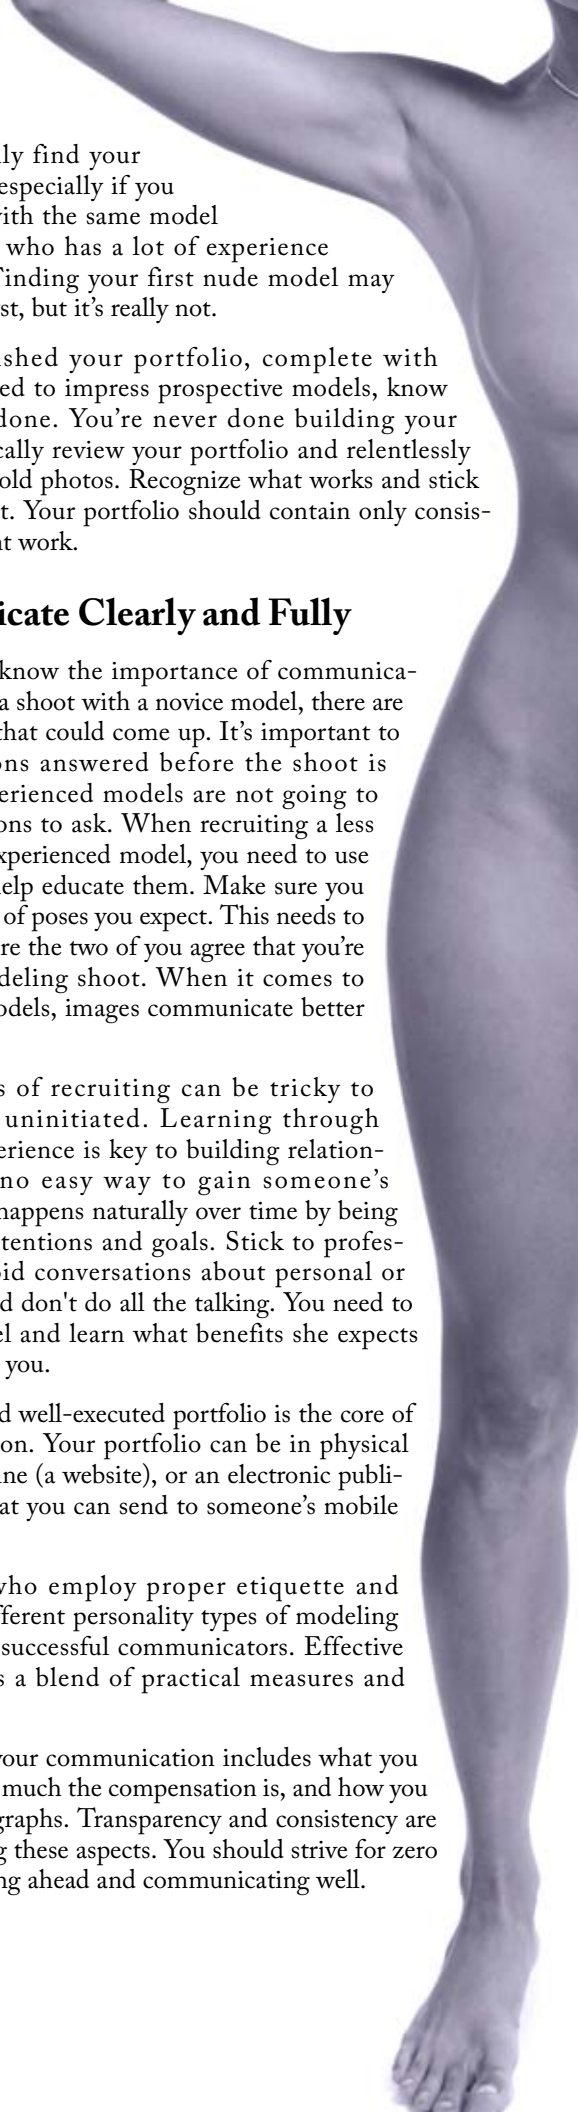 ly find your
especially if you
with the same model
who has a lot of experience
Finding your first nude model may
st, but it’s really not.
shed your portfolio, complete with
ed to impress prospective models, know
done. You’re never done building your
cally review your portfolio and relentlessly
old photos. Recognize what works and stick
t. Your portfolio should contain only consis-
nt work.
icate Clearly and Fully
know the importance of communica-
a shoot with a novice model, there are
that could come up. It’s important to
ons answered before the shoot is
erienced models are not going to
ons to ask. When recruiting a less
xperienced model, you need to use
elp educate them. Make sure you
of poses you expect. This needs to
re the two of you agree that you’re
deling shoot. When it comes to
odels, images communicate better
s of recruiting can be tricky to
uninitiated. Learning through
erience is key to building relation-
no easy way to gain someone’s
happens naturally over time by being
tentions and goals. Stick to profes-
oid conversations about personal or
d don't do all the talking. You need to
el and learn what benefits she expects
you.
d well-executed portfolio is the core of
on. Your portfolio can be in physical
ine (a website), or an electronic publi-
at you can send to someone’s mobile
who employ proper etiquette and
fferent personality types of modeling
successful communicators. Effective
s a blend of practical measures and
your communication includes what you
much the compensation is, and how you
graphs. Transparency and consistency are
g these aspects. You should strive for zero
ng ahead and communicating well.